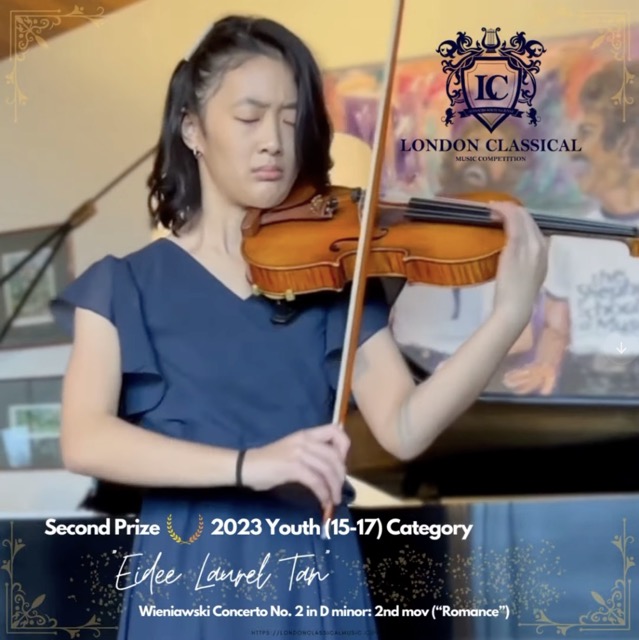 LC
LONDON CLASSICAL
MUSIC COMPETITION
Second Prize 2023 Youth (15-17) Category
"Eidee Laurel Tan"
Wieniawski Concerto No. 2 in D minor: 2nd mov (“Romance”)
HTTPS://LONDONCLASSICALMUSIC.COM